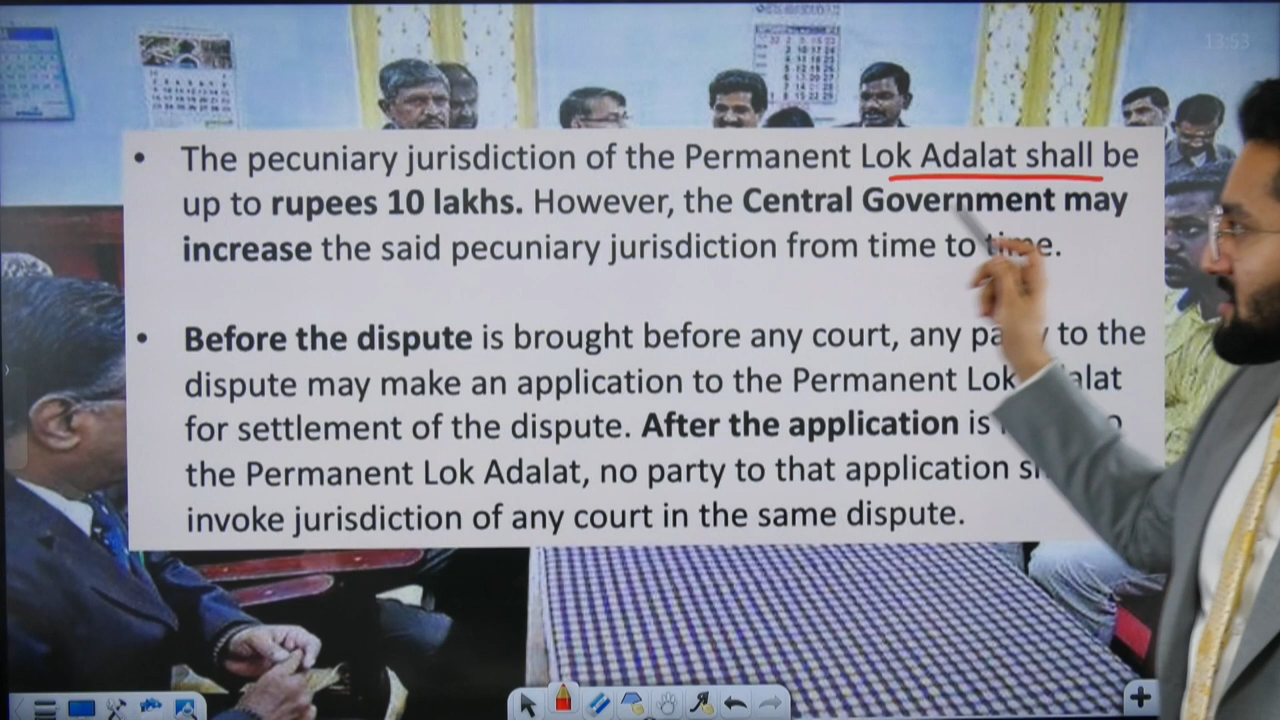 13:53
• The pecuniary jurisdiction of the Permanent Lok Adalat shall be
up to rupees 10 lakhs. However, the Central Government may
increase the said pecuniary jurisdiction from time to time.
• Before the dispute is brought before any court, any to the
dispute may make an application to the Permanent Lok
for settlement of the dispute. After the application is
the Permanent Lok Adalat, no party to that application
invoke jurisdiction of any court in the same dispute.